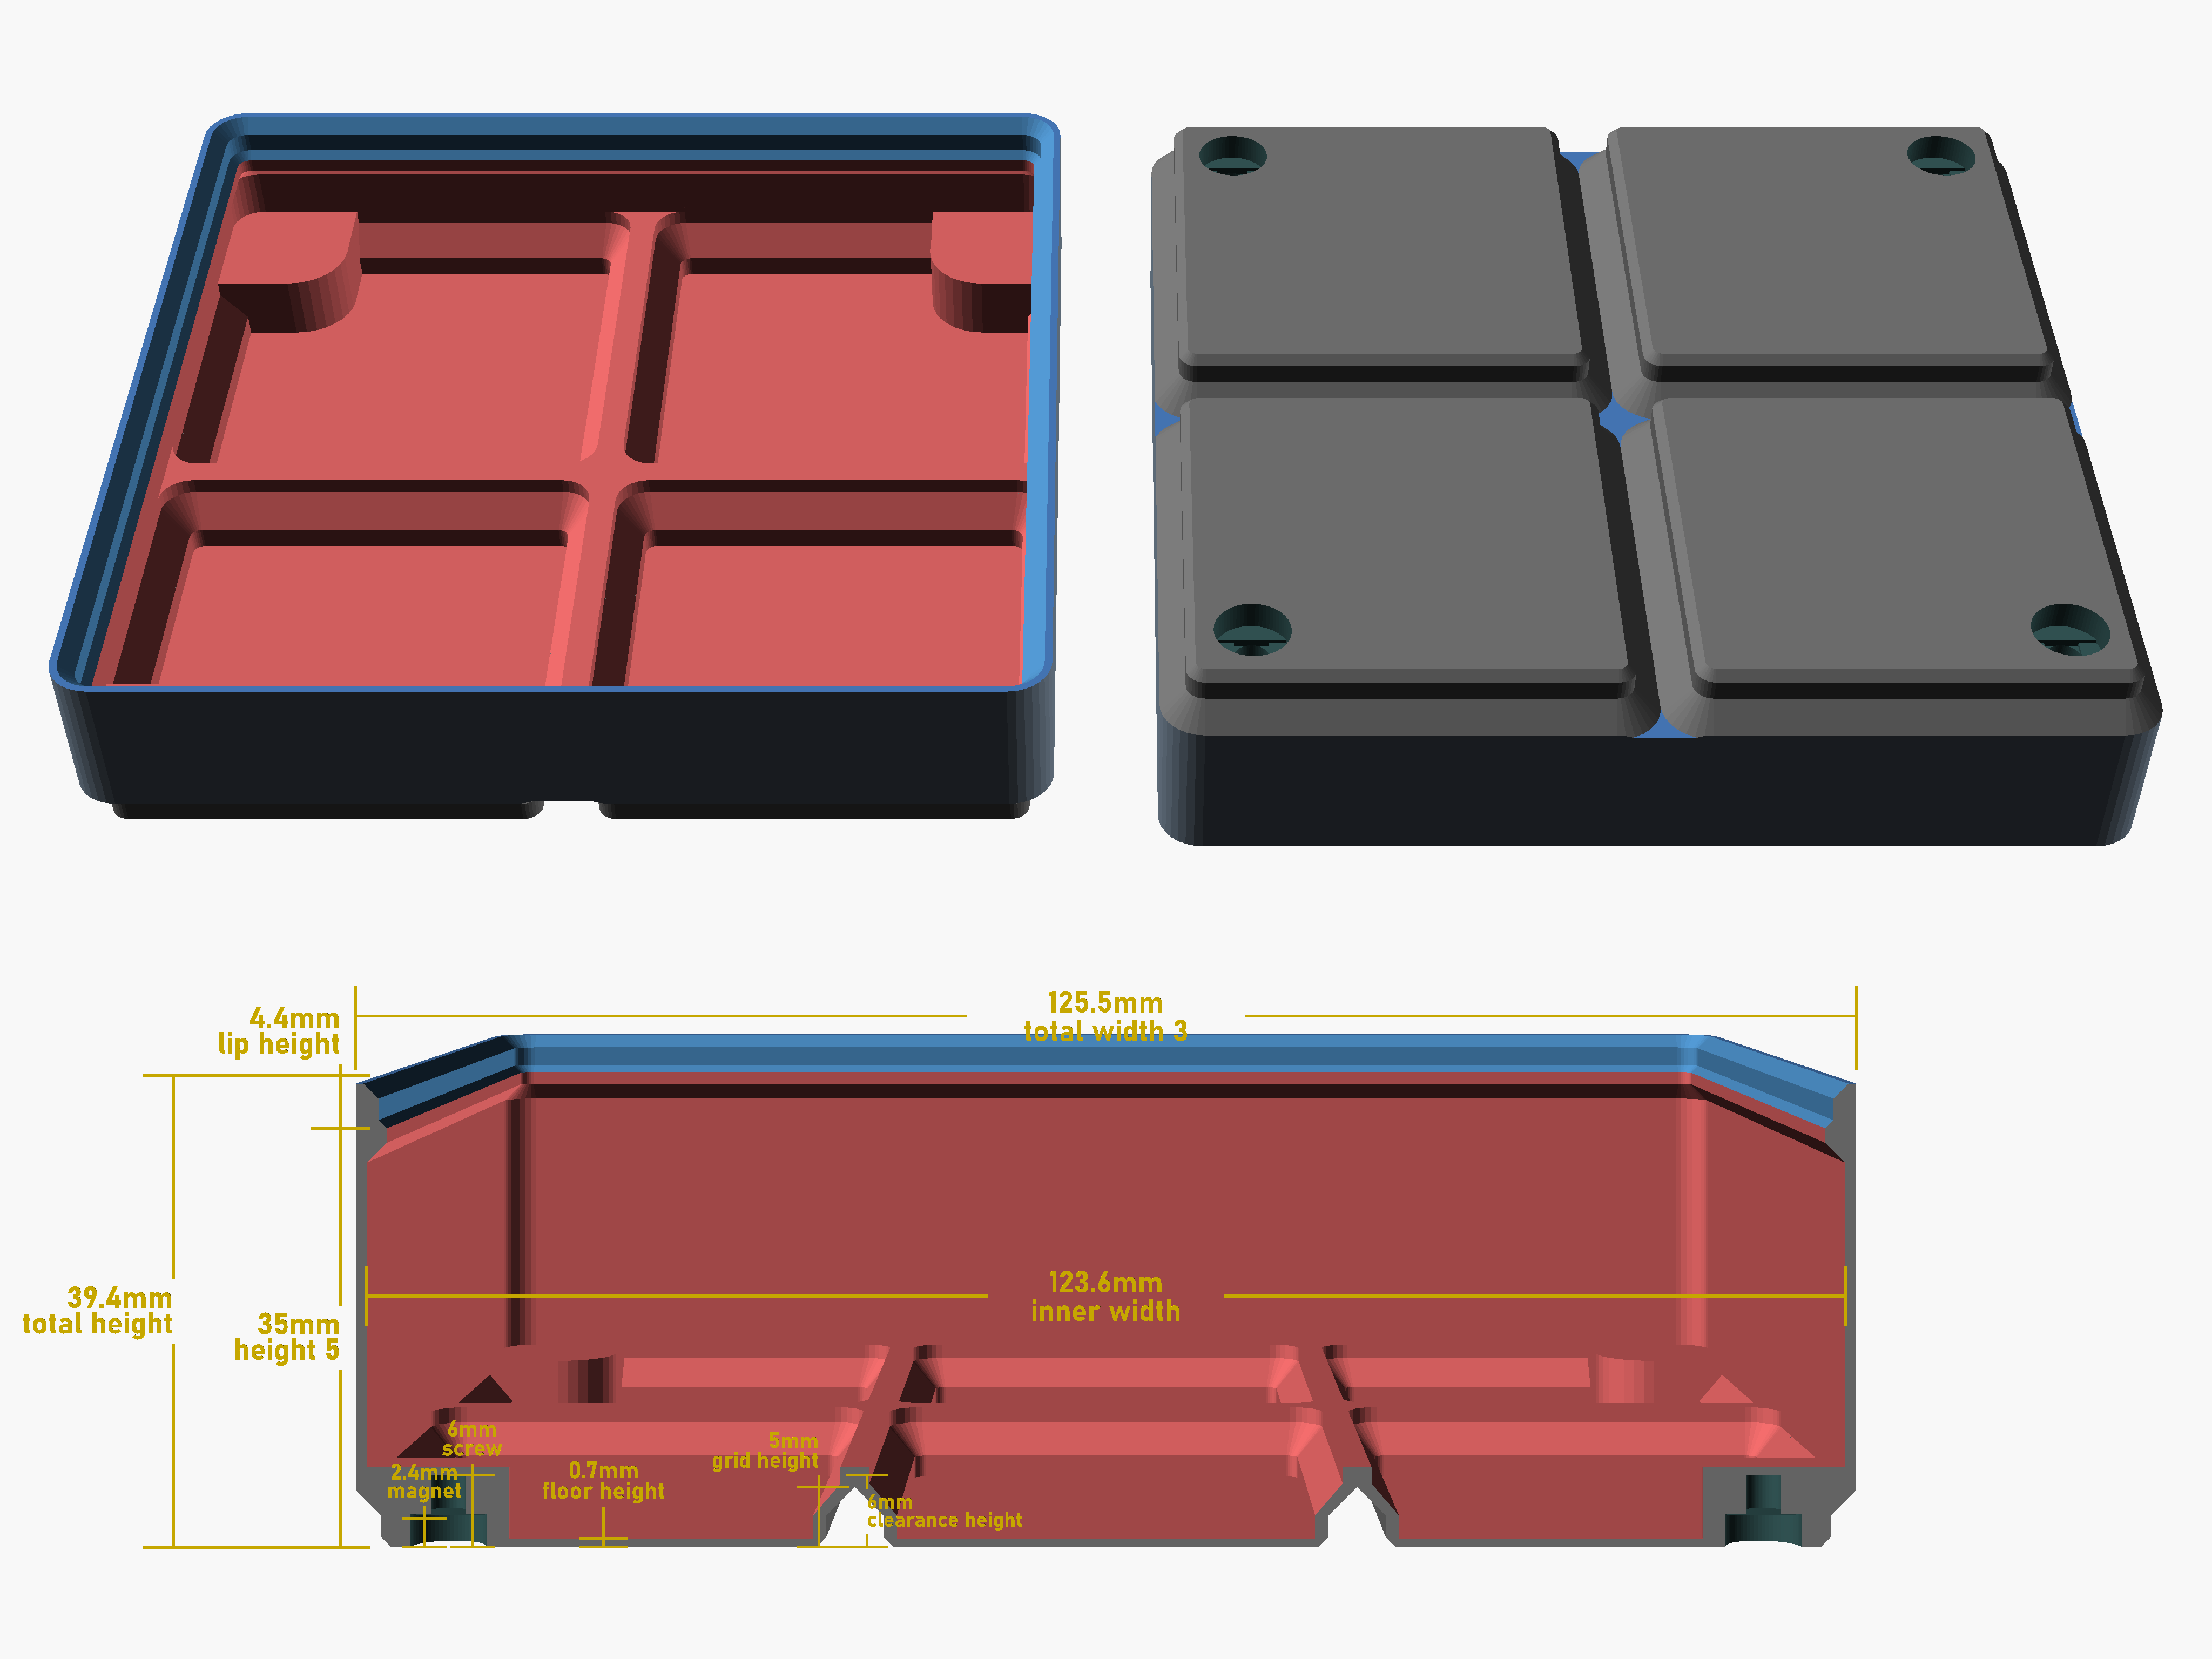 125.5mm
total width 3
4.4mm
lip height
123.6mm
inner width
39.4mm
total height
35mm
height 5
6mm
screw
2.4mm
magnet
0.7mm
floor height
5mm
grid height
6mm
clearance height